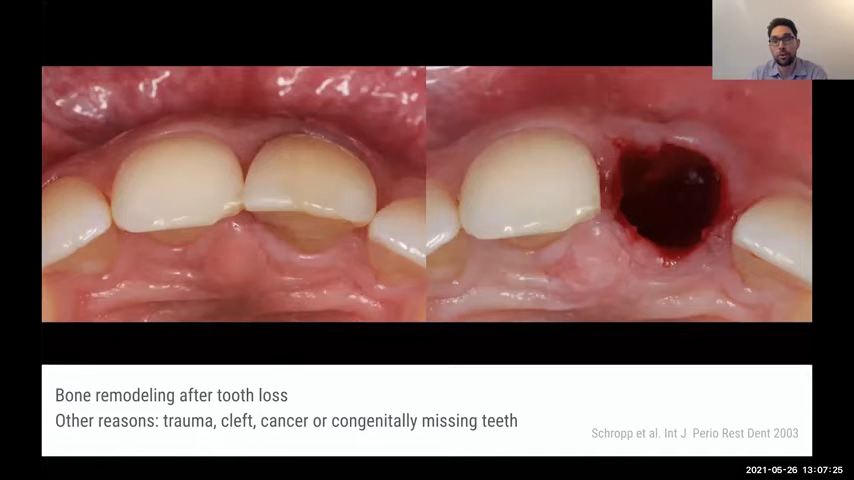 Bone remodeling after tooth loss
Other reasons: trauma, cleft, cancer or congenitally missing teeth
Schropp et al. Int J Perio Rest Dent 2003
2021-05-26 13:07:25